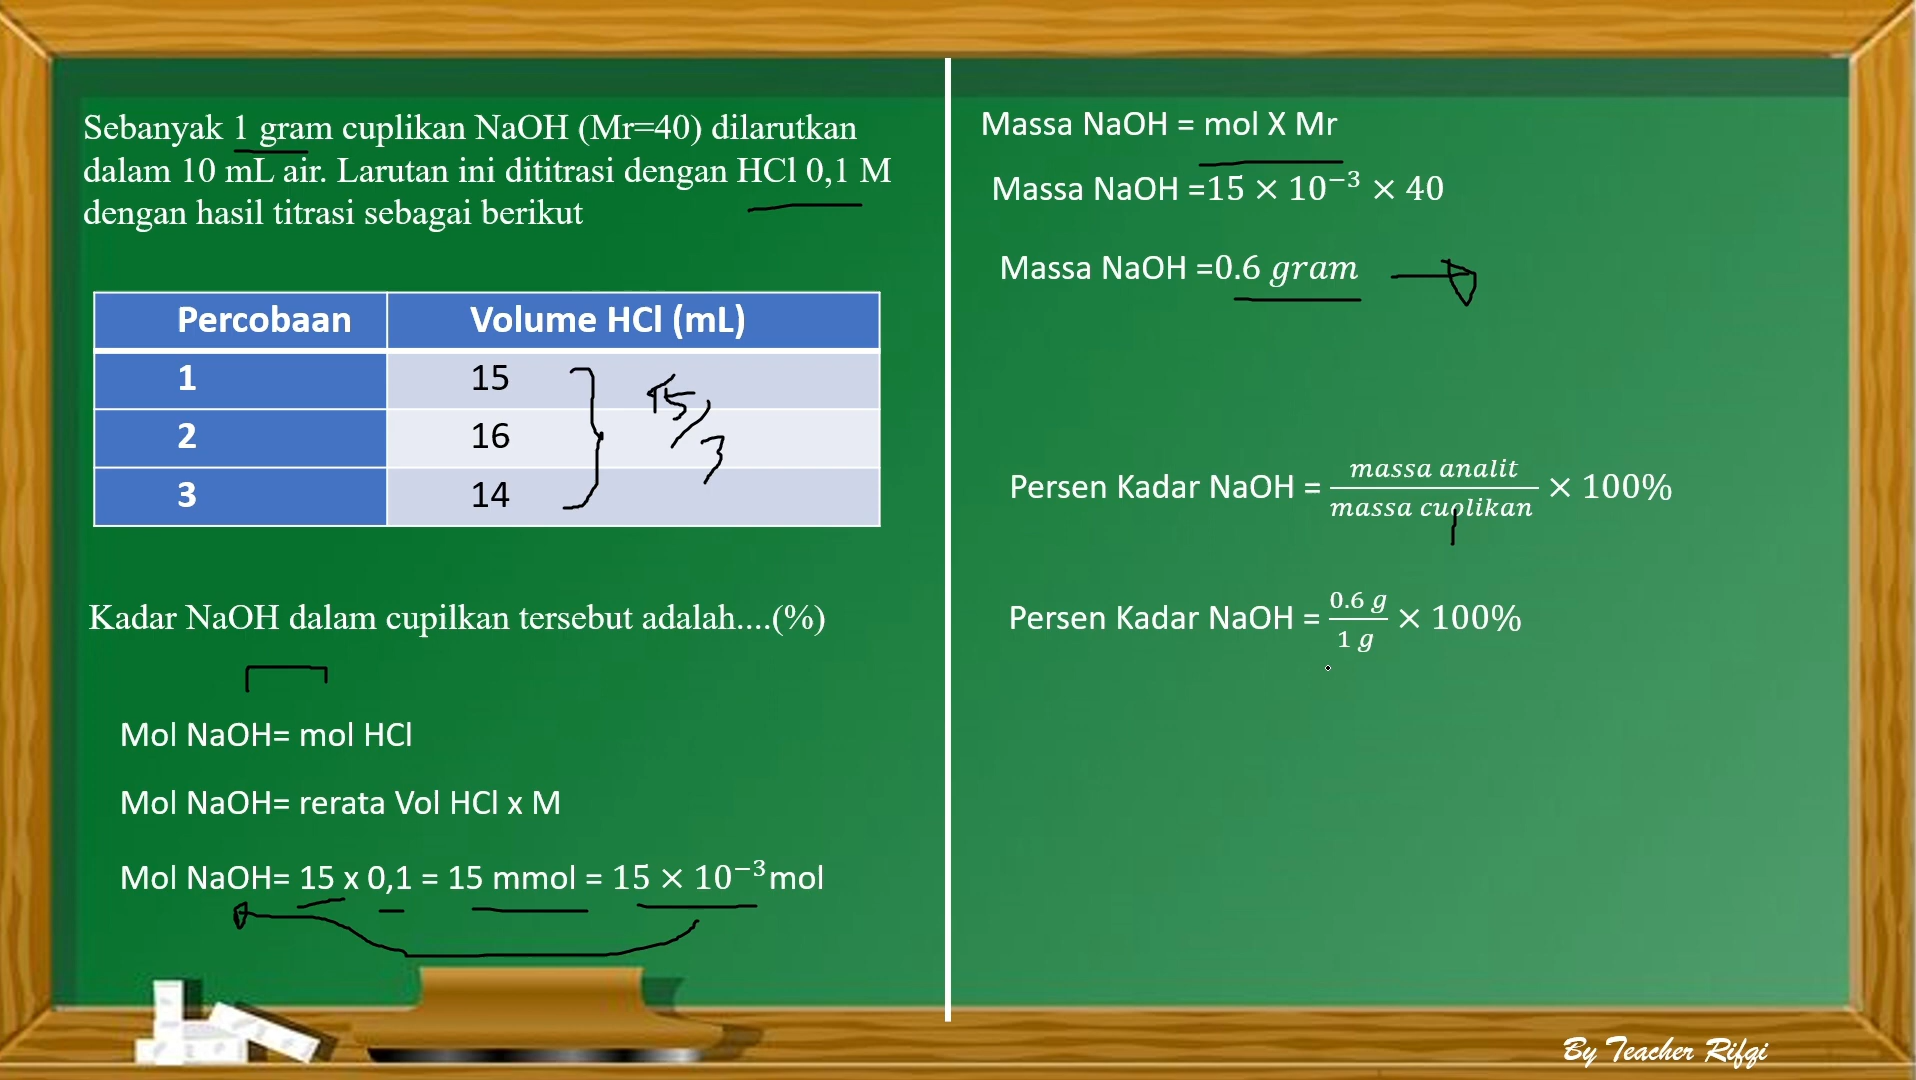 Sebanyak 1 gram cuplikan NaOH (Mr=40) dilarutkan
dalam 10 mL air. Larutan ini dititrasi dengan HCl 0,1 M
dengan hasil titrasi sebagai berikut
Percobaan Volume HCl (mL)
1 15
2 16
3 14
45/3
Kadar NaOH dalam cupilkan tersebut adalah....(%)
Mol NaOH= mol HCl
Mol NaOH= rerata Vol HCl x M
Mol NaOH= 15 x 0,1 = 15 mmol = 15 × 10⁻³ mol
Massa NaOH = mol X Mr
Massa NaOH =15 × 10⁻³ × 40
Massa NaOH =0.6 gram
Persen Kadar NaOH = massa analit / massa cuplikan × 100%
Persen Kadar NaOH = 0.6 g / 1 g × 100%
By Teacher Rifqi